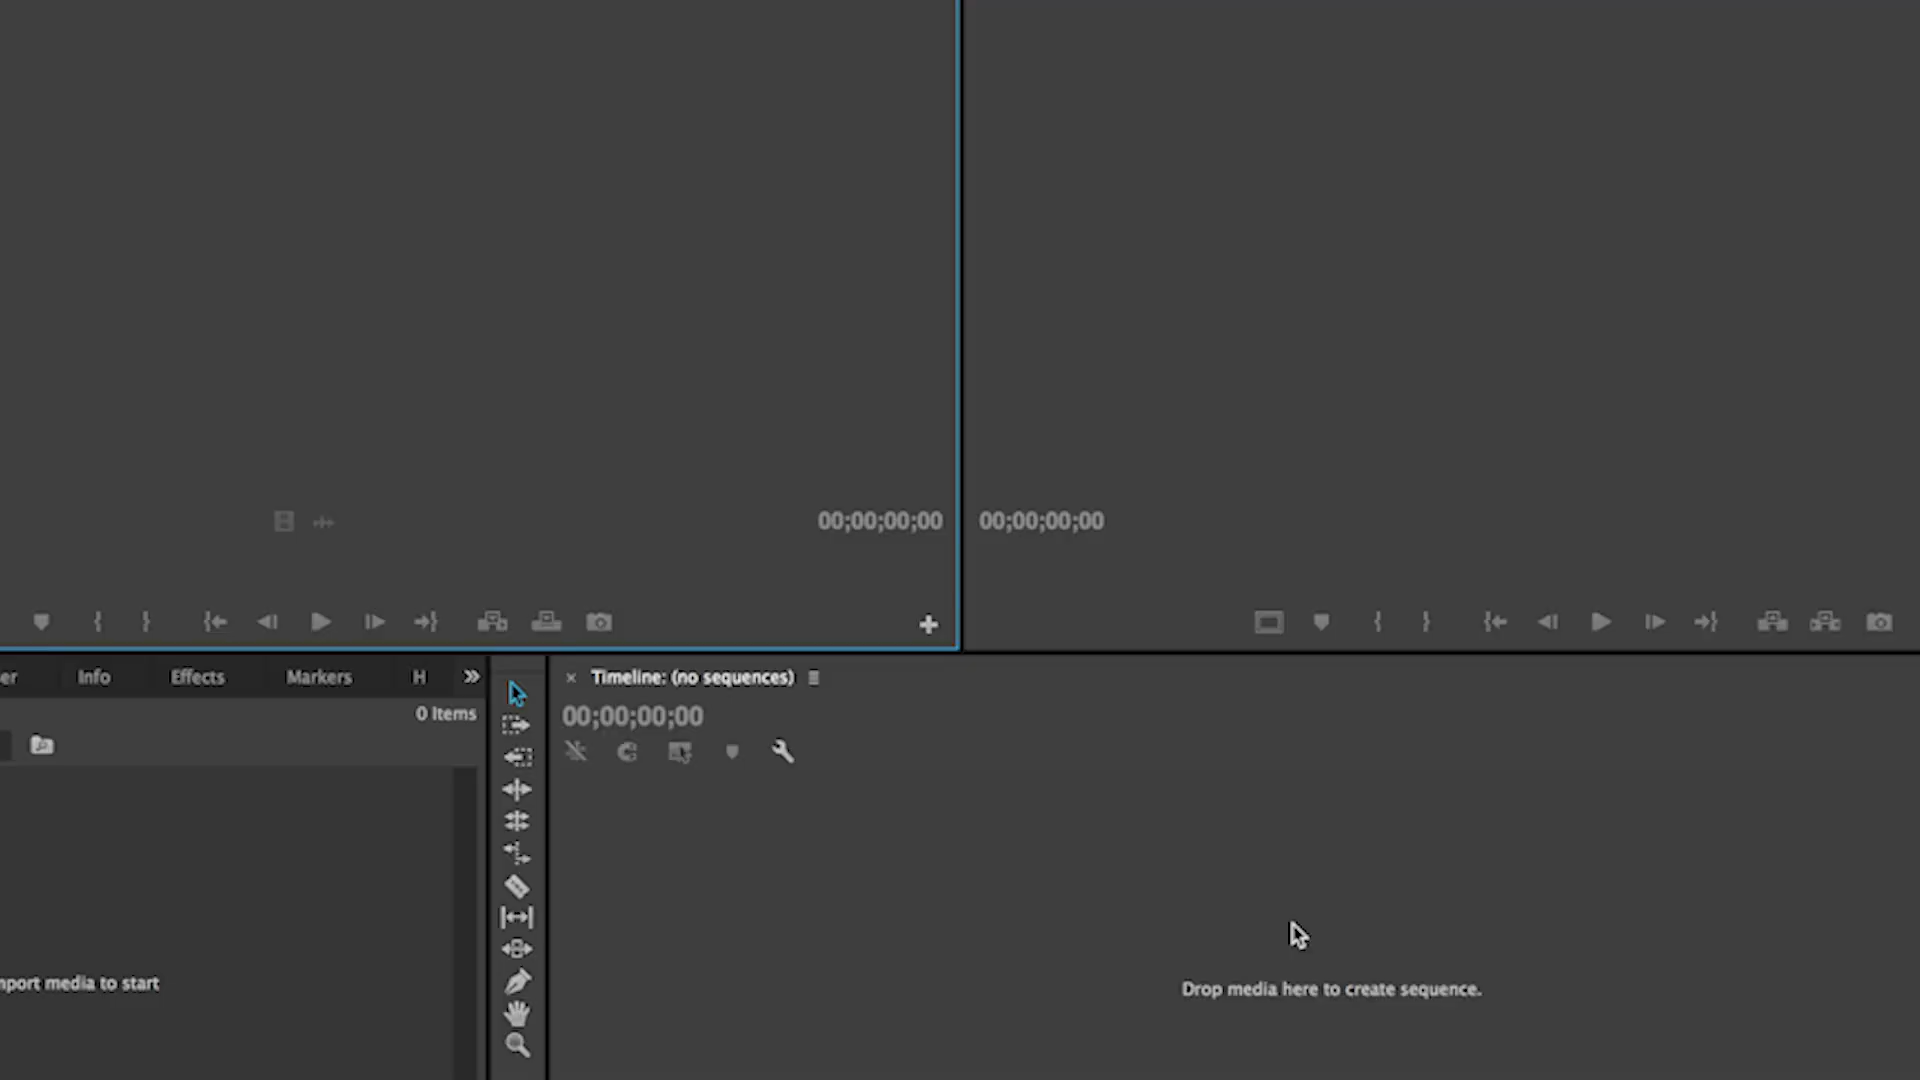 00;00;00;00
00;00;00;00
er
Info
Effects
Markers
H
0 Items
mport media to start
Timeline: (no sequences)
00;00;00;00
Drop media here to create sequence.